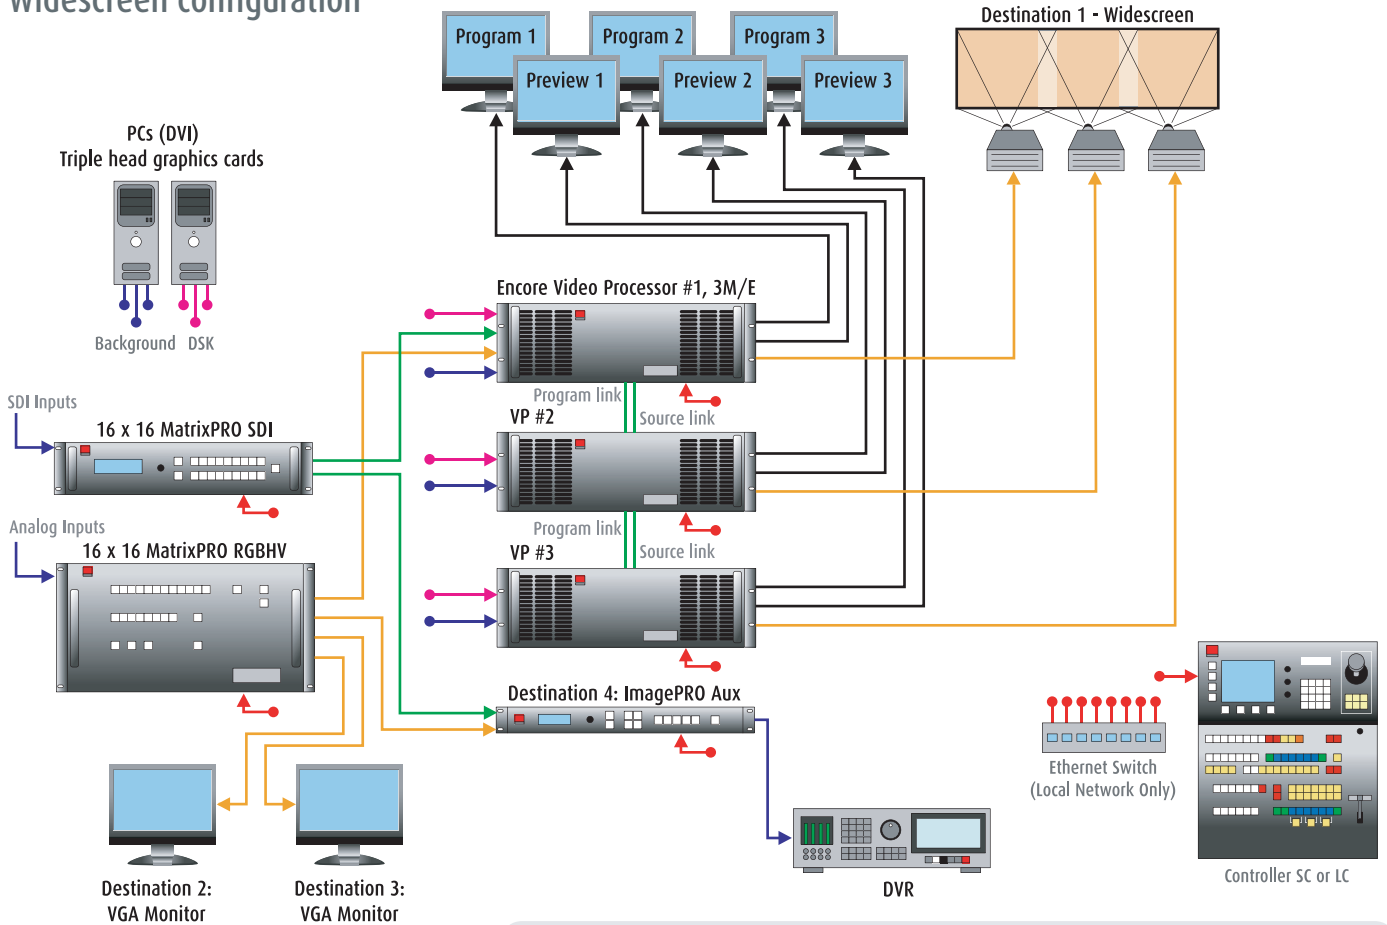 Widescreen configuration
Program 1
Program 2
Program 3
Preview 1
Preview 2
Preview 3
Destination 1 - Widescreen
PCs (DVI)
Triple head graphics cards
Background DSK
Encore Video Processor #1, 3M/E
SDI Inputs
16 x 16 MatrixPRO SDI
Program link
Source link
VP #2
Analog Inputs
16 x 16 MatrixPRO RGBHV
Program link
Source link
VP #3
Destination 4: ImagePRO Aux
Ethernet Switch
(Local Network Only)
Controller SC or LC
DVR
Destination 2:
VGA Monitor
Destination 3:
VGA Monitor